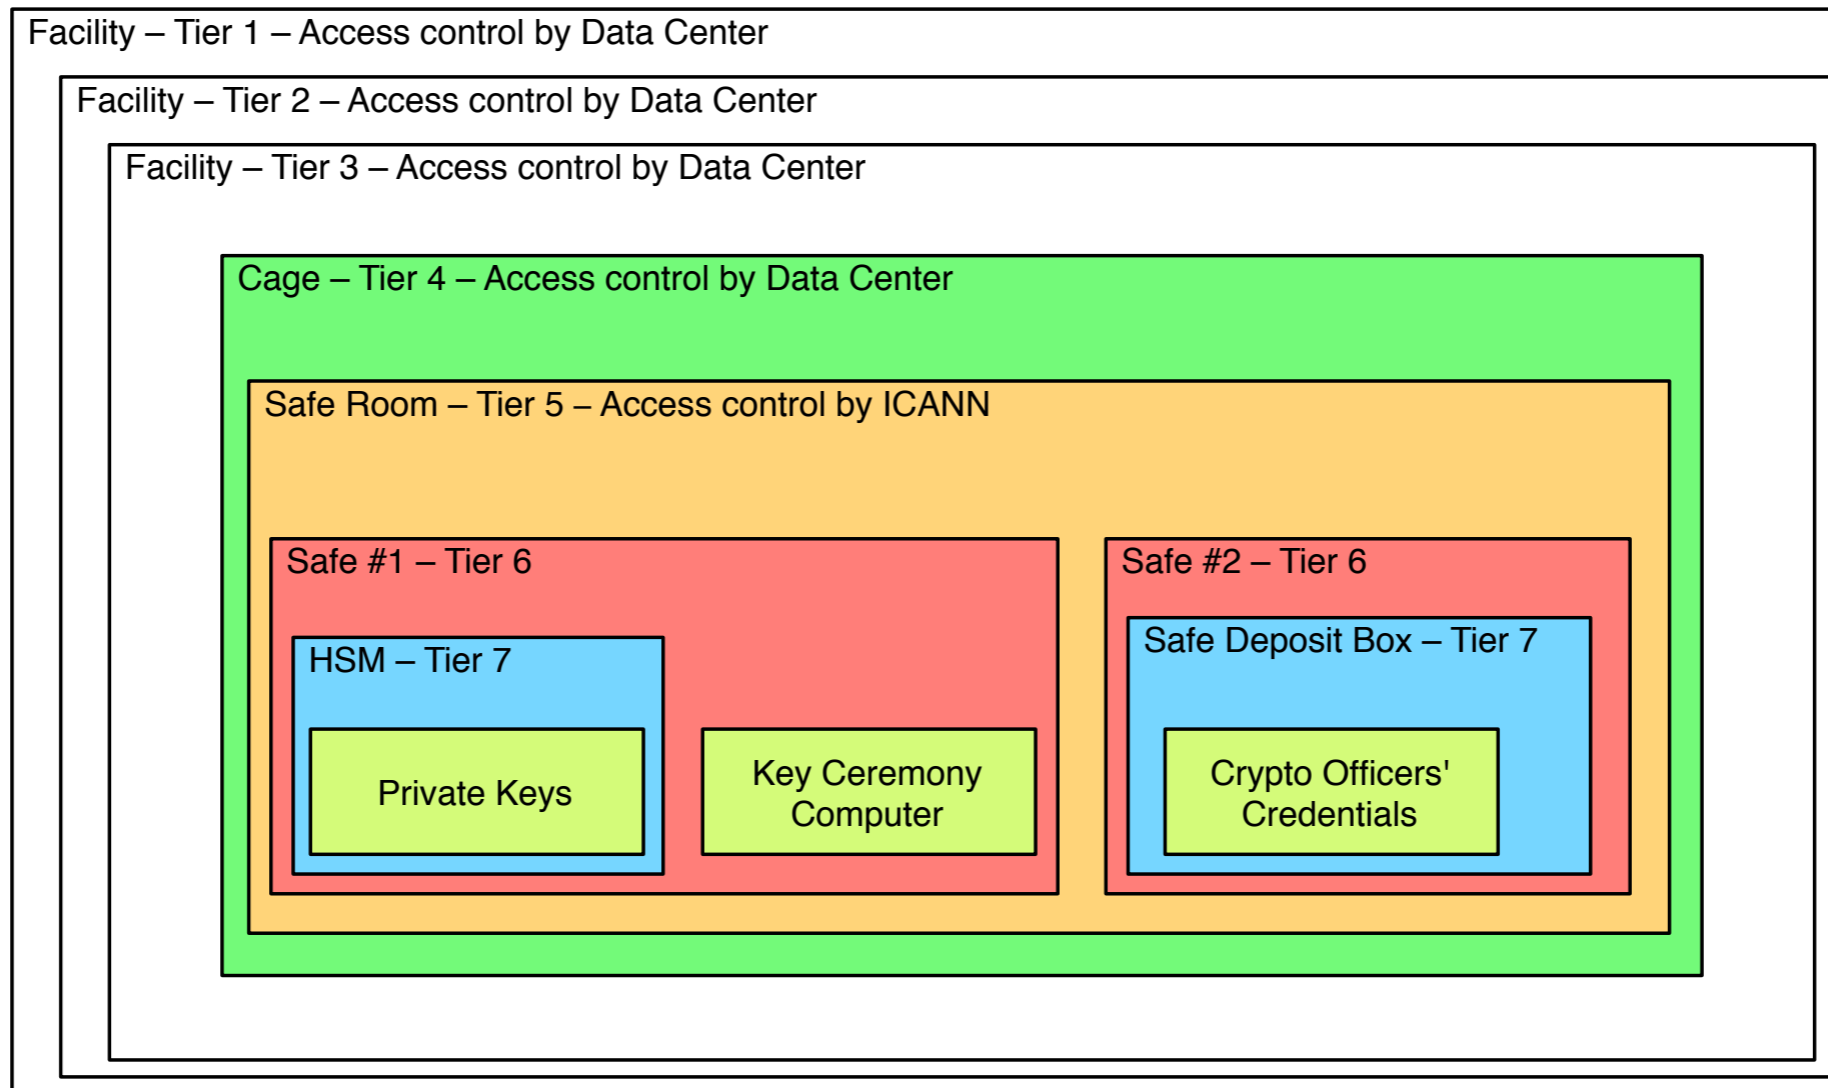 Facility – Tier 1 – Access control by Data Center
Facility – Tier 2 – Access control by Data Center
Facility – Tier 3 – Access control by Data Center
Cage – Tier 4 – Access control by Data Center
Safe Room – Tier 5 – Access control by ICANN
Safe #1 – Tier 6
HSM – Tier 7
Private Keys
Key Ceremony
Computer
Safe #2 – Tier 6
Safe Deposit Box – Tier 7
Crypto Officers'
Credentials